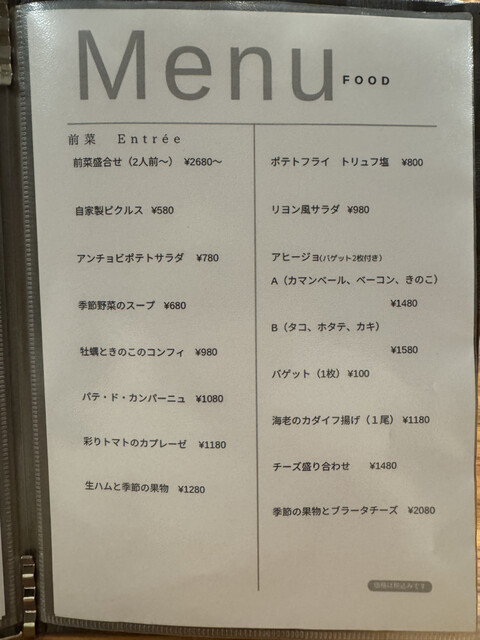 Menu FOOD
前菜 Entrée
前菜盛合せ（2人前～） ¥2680～
自家製ピクルス ¥580
アンチョビポテトサラダ ¥780
季節野菜のスープ ¥680
牡蠣ときのこのコンフィ ¥980
パテ・ド・カンパーニュ ¥1080
彩りトマトのカプレーゼ ¥1180
生ハムと季節の果物 ¥1280
ポテトフライ トリュフ塩 ¥800
リヨン風サラダ ¥980
アヒージョ(バゲット2枚付き)
A（カマンベール、ベーコン、きのこ）
¥1480
B（タコ、ホタテ、カキ）
¥1580
バゲット（1枚）¥100
海老のカダイフ揚げ（１尾） ¥1180
チーズ盛り合わせ ¥1480
季節の果物とブラータチーズ ¥2080
価格は税込みです